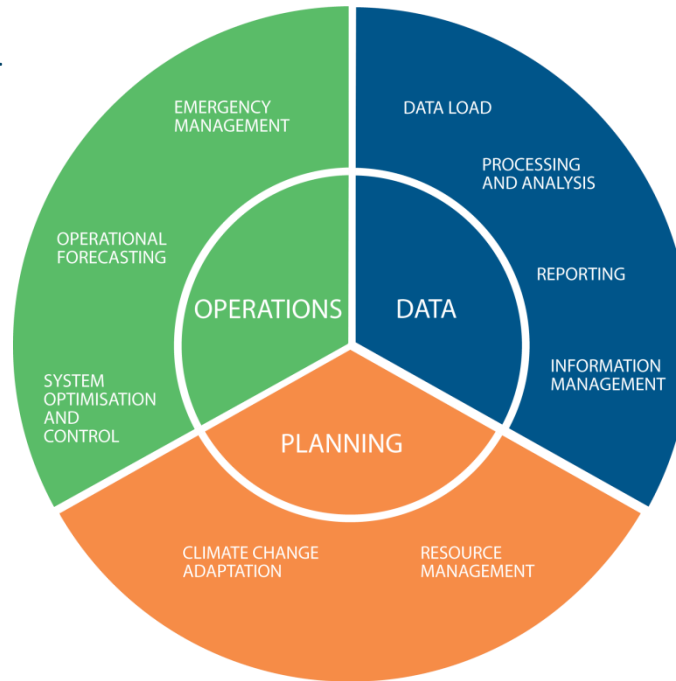 EMERGENCY
MANAGEMENT
OPERATIONAL
FORECASTING
SYSTEM
OPTIMISATION
AND
CONTROL
OPERATIONS
DATA LOAD
PROCESSING
AND ANALYSIS
REPORTING
INFORMATION
MANAGEMENT
DATA
PLANNING
CLIMATE CHANGE
ADAPTATION
RESOURCE
MANAGEMENT